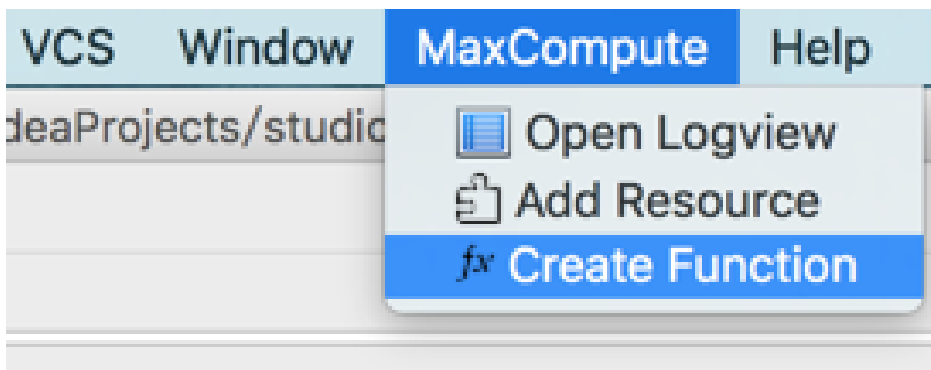 VCS Window MaxCompute Help
deaProjects/studio
Open Logview
Add Resource
fx Create Function